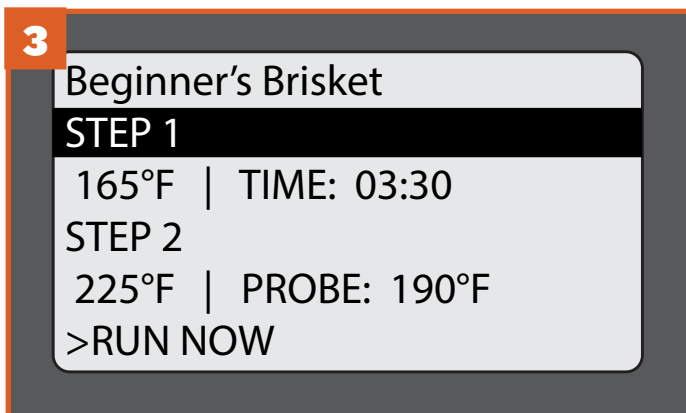 3
Beginner’s Brisket
STEP 1
165°F | TIME: 03:30
STEP 2
225°F | PROBE: 190°F
>RUN NOW